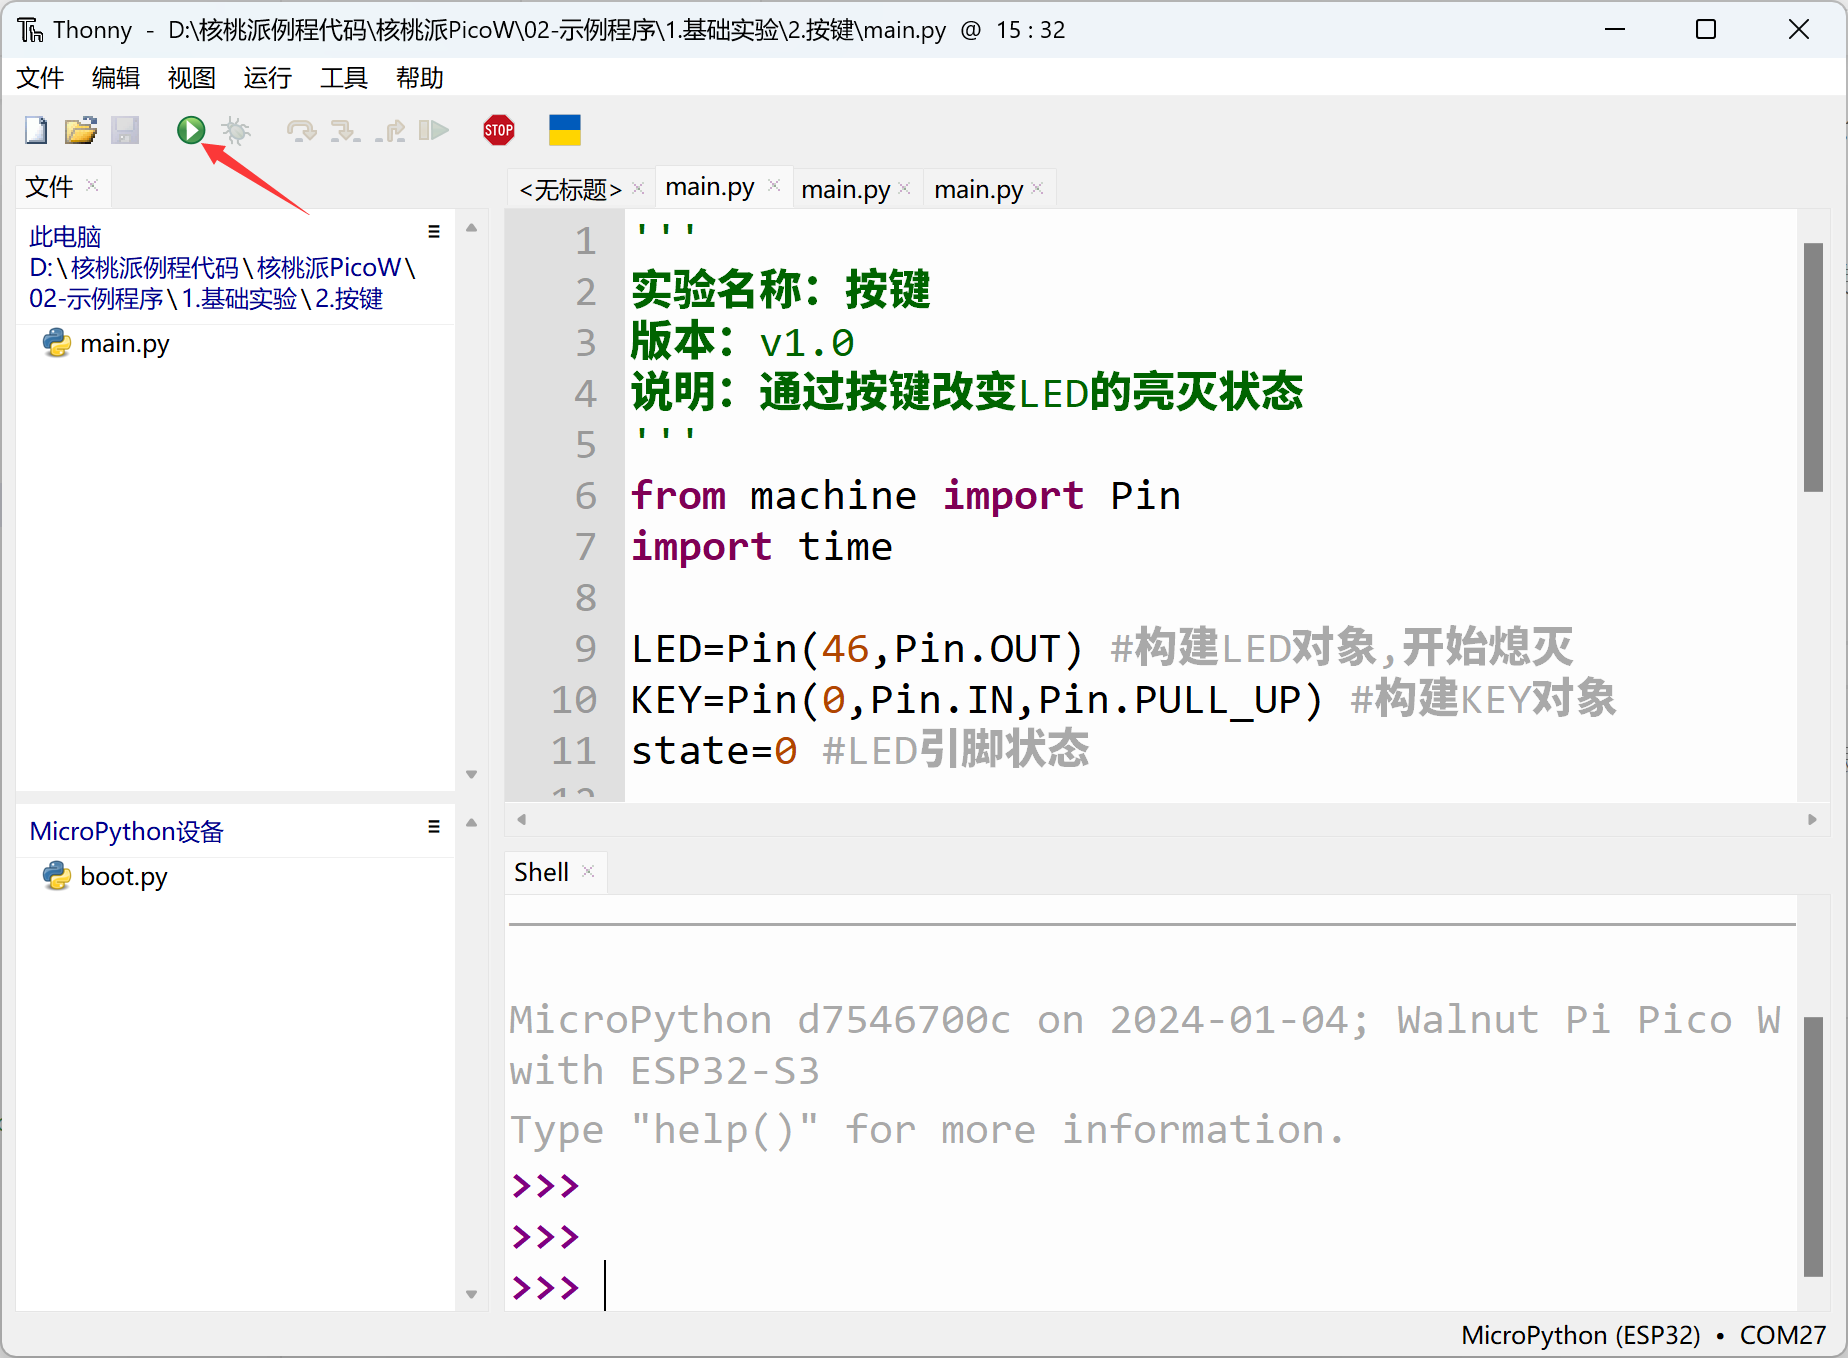 Thonny - D:\核桃派例程代码\核桃派PicoW\02-示例程序\1.基础实验\2.按键\main.py @ 15 : 32
文件 编辑 视图 运行 工具 帮助
STOP
文件
此电脑
D:\核桃派例程代码\核桃派PicoW\
02-示例程序\1.基础实验\2.按键
main.py
MicroPython设备
boot.py
<无标题> main.py main.py main.py
1 '''
2 实验名称：按键
3 版本：v1.0
4 说明：通过按键改变LED的亮灭状态
5 '''
6 from machine import Pin
7 import time
8
9 LED=Pin(46,Pin.OUT) #构建LED对象,开始熄灭
10 KEY=Pin(0,Pin.IN,Pin.PULL_UP) #构建KEY对象
11 state=0 #LED引脚状态
12
Shell
MicroPython d7546700c on 2024-01-04; Walnut Pi Pico W
with ESP32-S3
Type "help()" for more information.
>>>
>>>
>>>
MicroPython (ESP32) • COM27